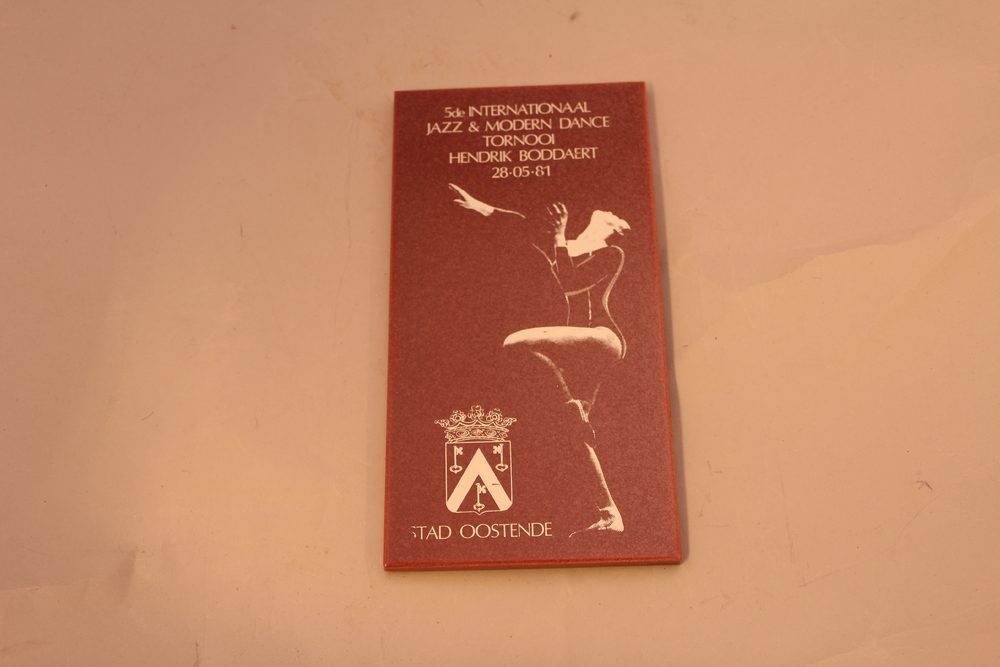 5de INTERNATIONAAL
JAZZ & MODERN DANCE
TORNOOI
HENDRIK BODDAERT
28·05·81
STAD OOSTENDE